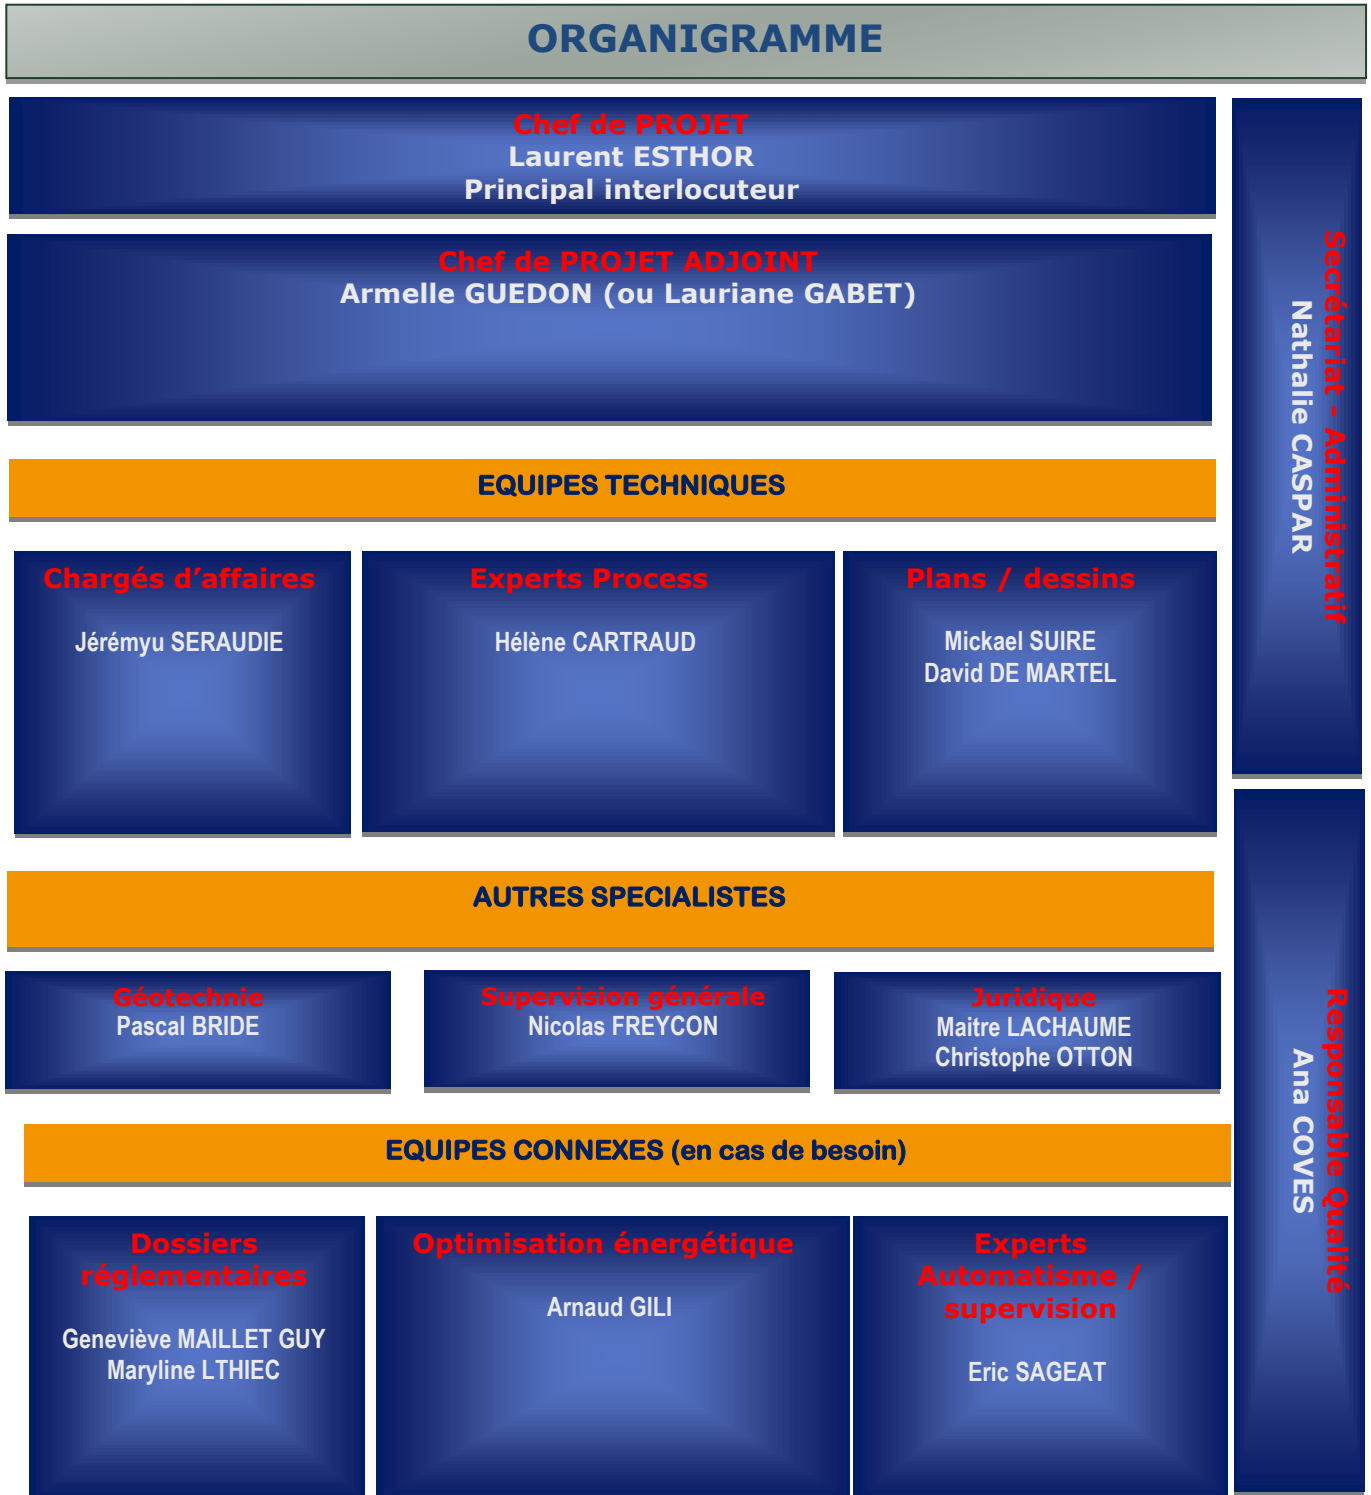 ORGANIGRAMME
Chef de PROJET
Laurent ESTHOR
Principal interlocuteur
Chef de PROJET ADJOINT
Armelle GUEDON (ou Lauriane GABET)
Secrétariat - Administratif
Nathalie CASPAR
EQUIPES TECHNIQUES
Chargés d’affaires
Jérémyu SERAUDIE
Experts Process
Hélène CARTRAUD
Plans / dessins
Mickael SUIRE
David DE MARTEL
AUTRES SPECIALISTES
Géotechnie
Pascal BRIDE
Supervision générale
Nicolas FREYCON
Juridique
Maitre LACHAUME
Christophe OTTON
Responsable Qualité
Ana COVES
EQUIPES CONNEXES (en cas de besoin)
Dossiers
réglementaires
Geneviève MAILLET GUY
Maryline LTHIEC
Optimisation énergétique
Arnaud GILI
Experts
Automatisme /
supervision
Eric SAGEAT